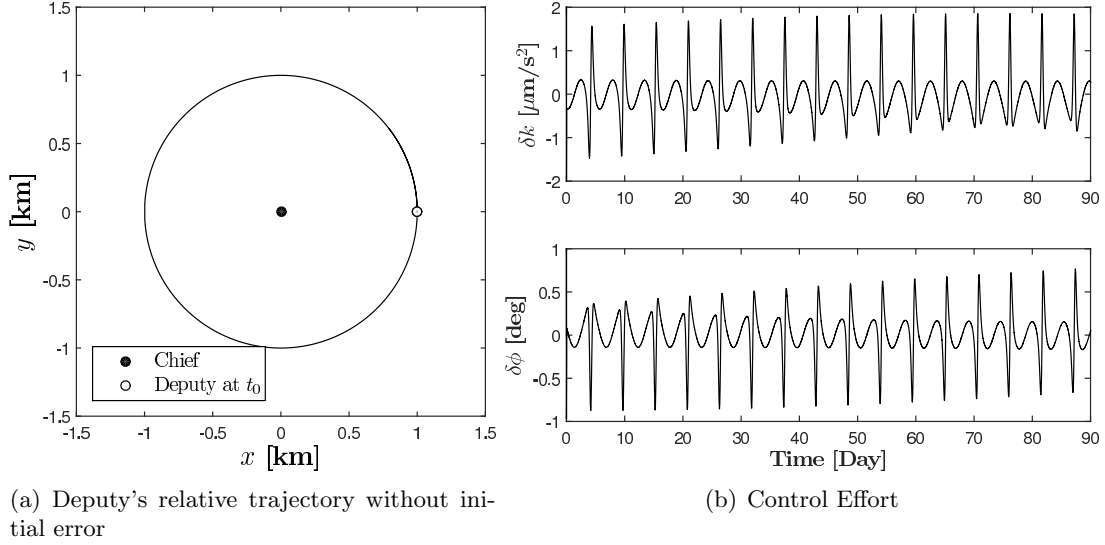 1.5
1
0.5
0
-0.5
-1
-1.5
y [km]
Chief
Deputy at t₀
-1.5 -1 -0.5 0 0.5 1 1.5
x [km]
(a) Deputy's relative trajectory without ini-
tial error
2
1
0
-1
-2
δk [μm/s²]
0 10 20 30 40 50 60 70 80 90
1
0.5
0
-0.5
-1
δϕ [deg]
0 10 20 30 40 50 60 70 80 90
Time [Day]
(b) Control Effort